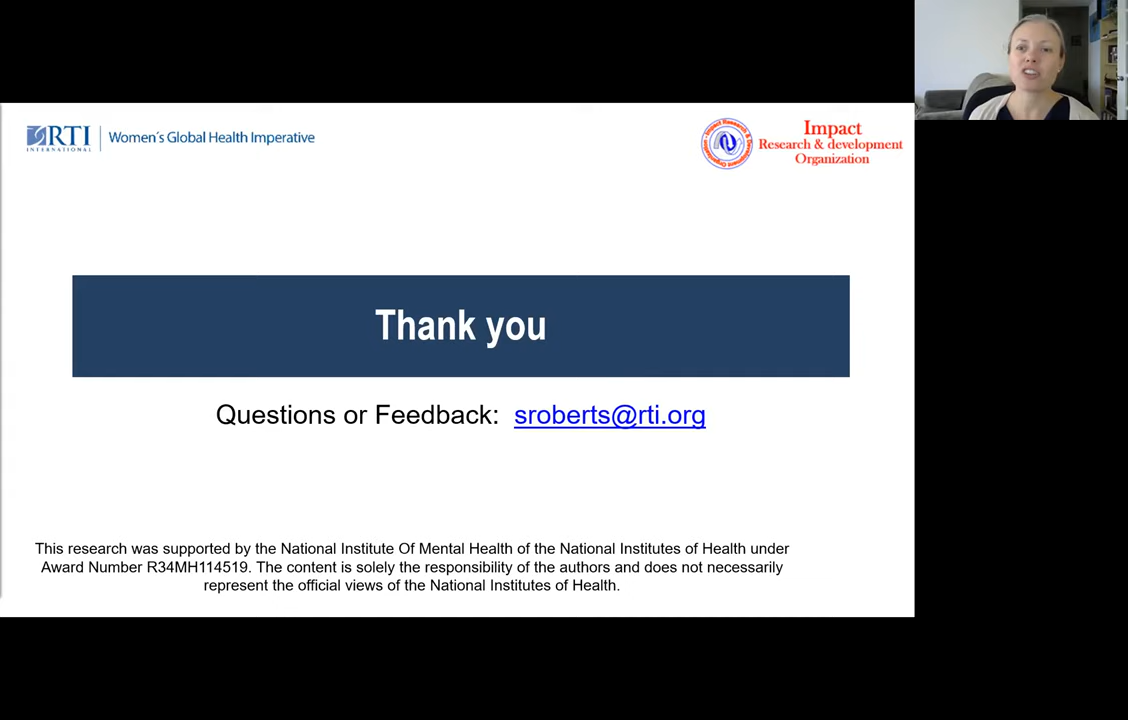 RTI
INTERNATIONAL
Women's Global Health Imperative
Impact
Research & development
Organization
Thank you
Questions or Feedback: sroberts@rti.org
This research was supported by the National Institute Of Mental Health of the National Institutes of Health under
Award Number R34MH114519. The content is solely the responsibility of the authors and does not necessarily
represent the official views of the National Institutes of Health.